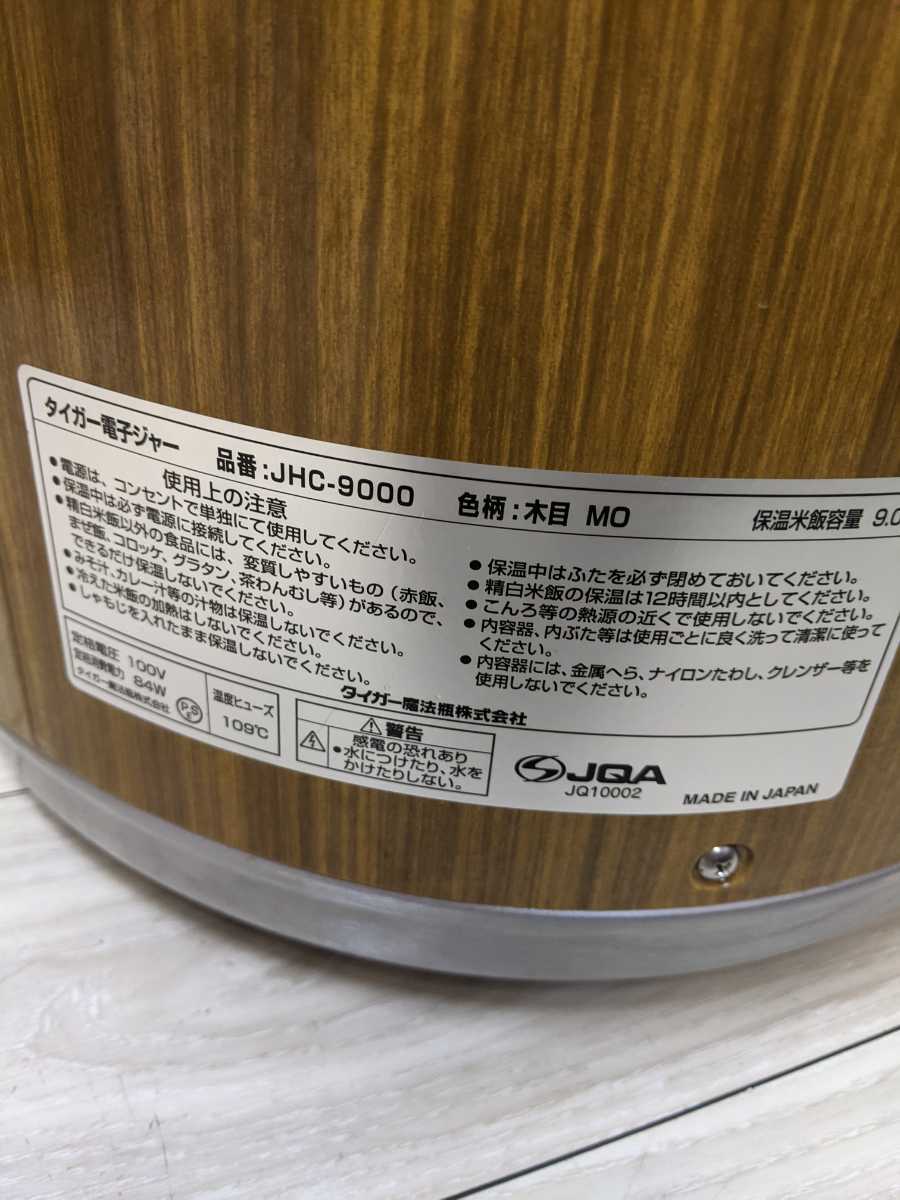 タイガー電子ジャー 品番:JHC-9000 色柄:木目 MO 保温米飯容量 9.0
使用上の注意
●電源は、コンセントで単独にて使用してください。
●保温中は必ず電源に接続してください。
●精白米飯以外の食品には、変質しやすいもの(赤飯、
まぜ飯、コロッケ、グラタン、茶わんむし等)があるので、
できるだけ保温しないでください。
●みそ汁、カレー汁等の汁物は保温しないでください。
●冷えた米飯の加熱はしないでください。
●しゃもじを入れたまま保温しないでください。
●保温中はふたを必ず閉めておいてください。
●精白米飯の保温は12時間以内としてください。
●こんろ等の熱源の近くで使用しないでください。
●内容器、内ぶた等は使用ごとに良く洗って清潔に使って
ください。
●内容器には、金属へら、ナイロンたわし、クレンザー等を
使用しないでください。
定格電圧 100V
定格消費電力 84W
タイガー魔法瓶株式会社
PSE
温度ヒューズ
109℃
タイガー魔法瓶株式会社
警告
感電の恐れあり
●水につけたり、水を
かけたりしない。
JQA
JQ10002
MADE IN JAPAN